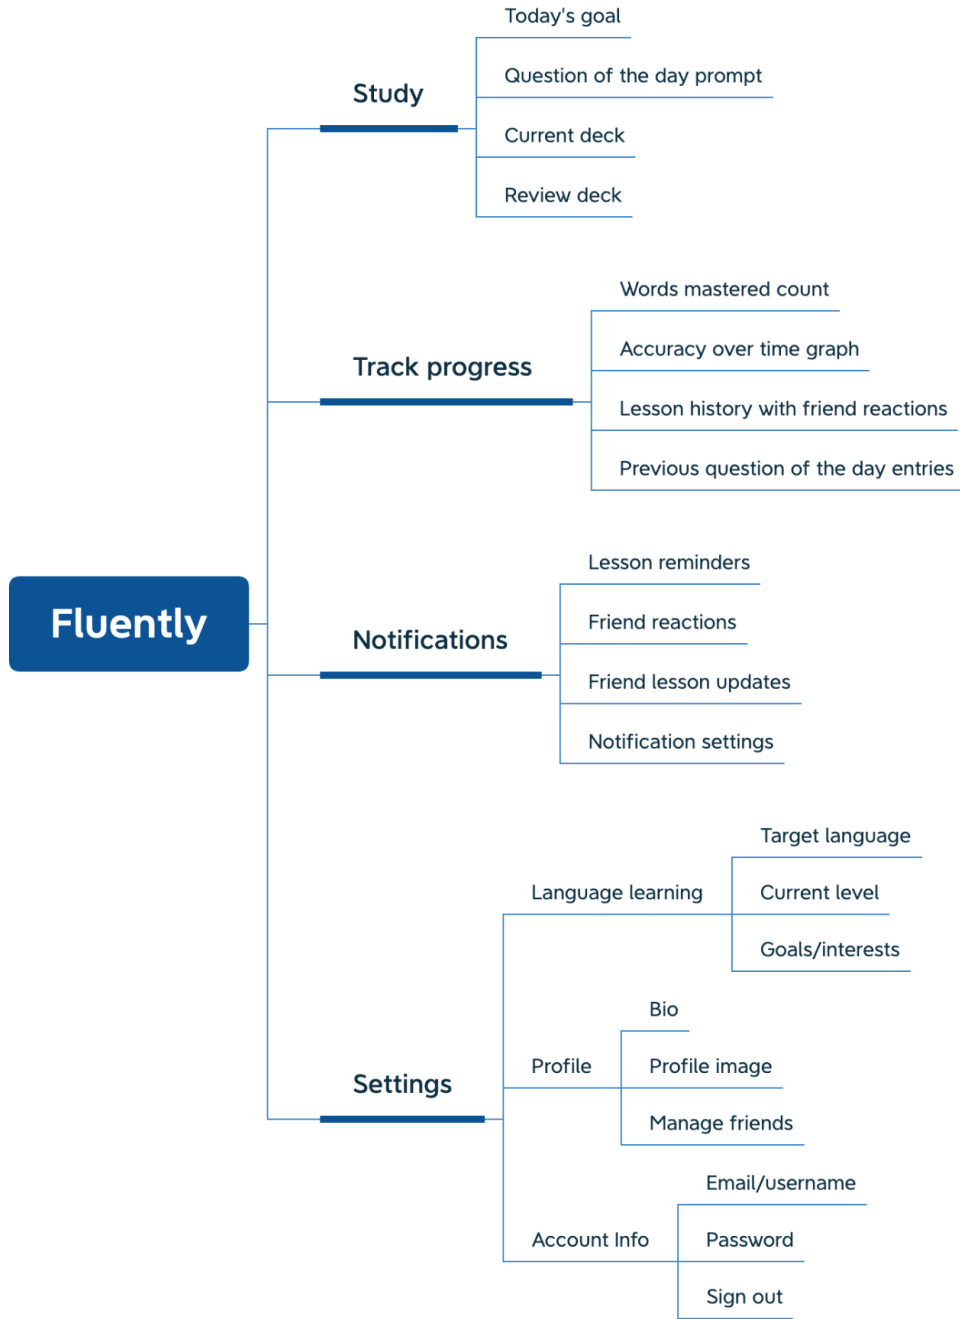 Today's goal
Question of the day prompt
Study
Current deck
Review deck
Words mastered count
Accuracy over time graph
Track progress
Lesson history with friend reactions
Previous question of the day entries
Fluently
Lesson reminders
Friend reactions
Notifications
Friend lesson updates
Notification settings
Target language
Language learning
Current level
Goals/interests
Bio
Profile
Profile image
Settings
Manage friends
Email/username
Account Info
Password
Sign out